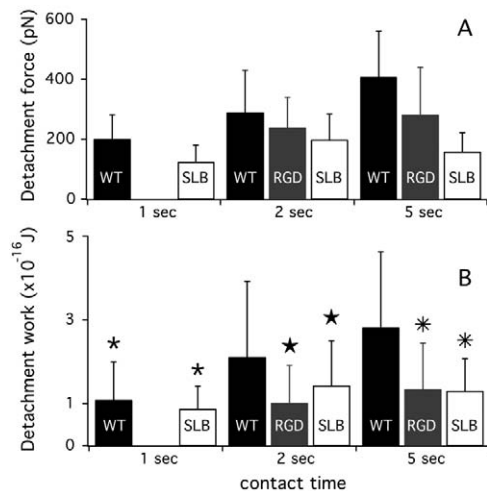 A
Detachment force (pN)
600
400
200
0
WT SLB WT RGD SLB WT RGD SLB
1 sec 2 sec 5 sec
B
Detachment work (x10⁻¹⁶ J)
5
3
1
0
* * ★ ★ ✳ ✳
WT SLB WT RGD SLB WT RGD SLB
1 sec 2 sec 5 sec
contact time